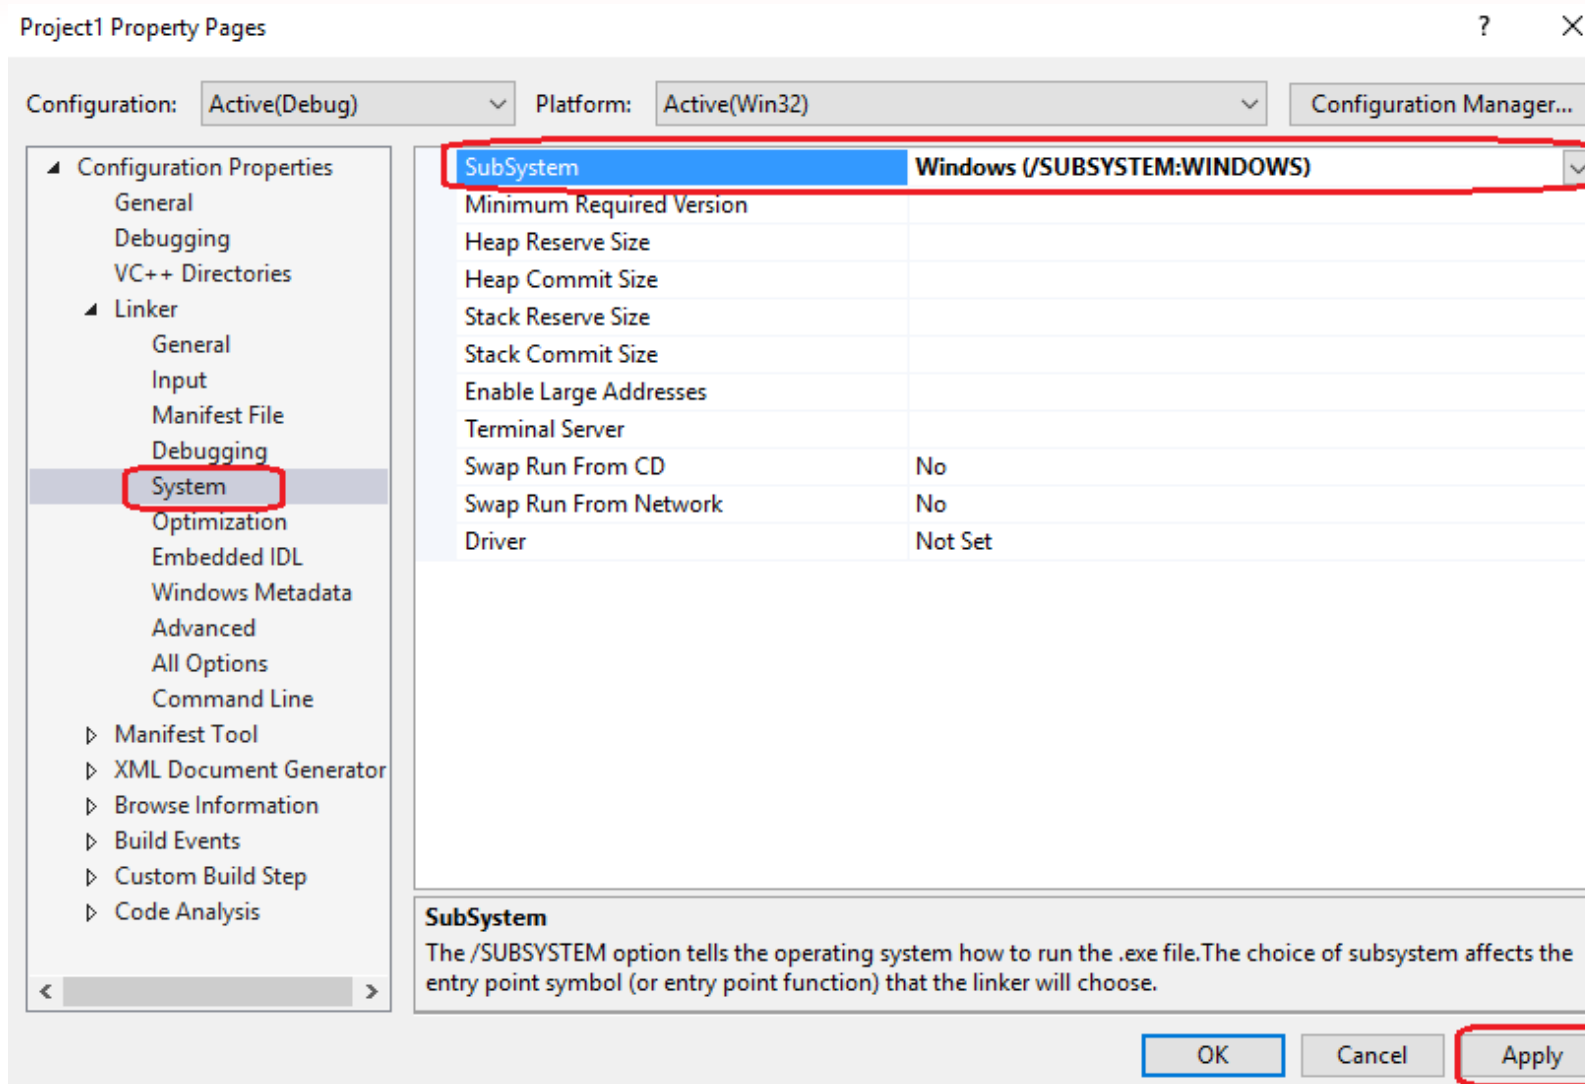 Project1 Property Pages
Configuration: Active(Debug) Platform: Active(Win32) Configuration Manager...
Configuration Properties
General
Debugging
VC++ Directories
Linker
General
Input
Manifest File
Debugging
System
Optimization
Embedded IDL
Windows Metadata
Advanced
All Options
Command Line
Manifest Tool
XML Document Generator
Browse Information
Build Events
Custom Build Step
Code Analysis
SubSystem Windows (/SUBSYSTEM:WINDOWS)
Minimum Required Version
Heap Reserve Size
Heap Commit Size
Stack Reserve Size
Stack Commit Size
Enable Large Addresses
Terminal Server
Swap Run From CD No
Swap Run From Network No
Driver Not Set
SubSystem
The /SUBSYSTEM option tells the operating system how to run the .exe file.The choice of subsystem affects the
entry point symbol (or entry point function) that the linker will choose.
OK Cancel Apply